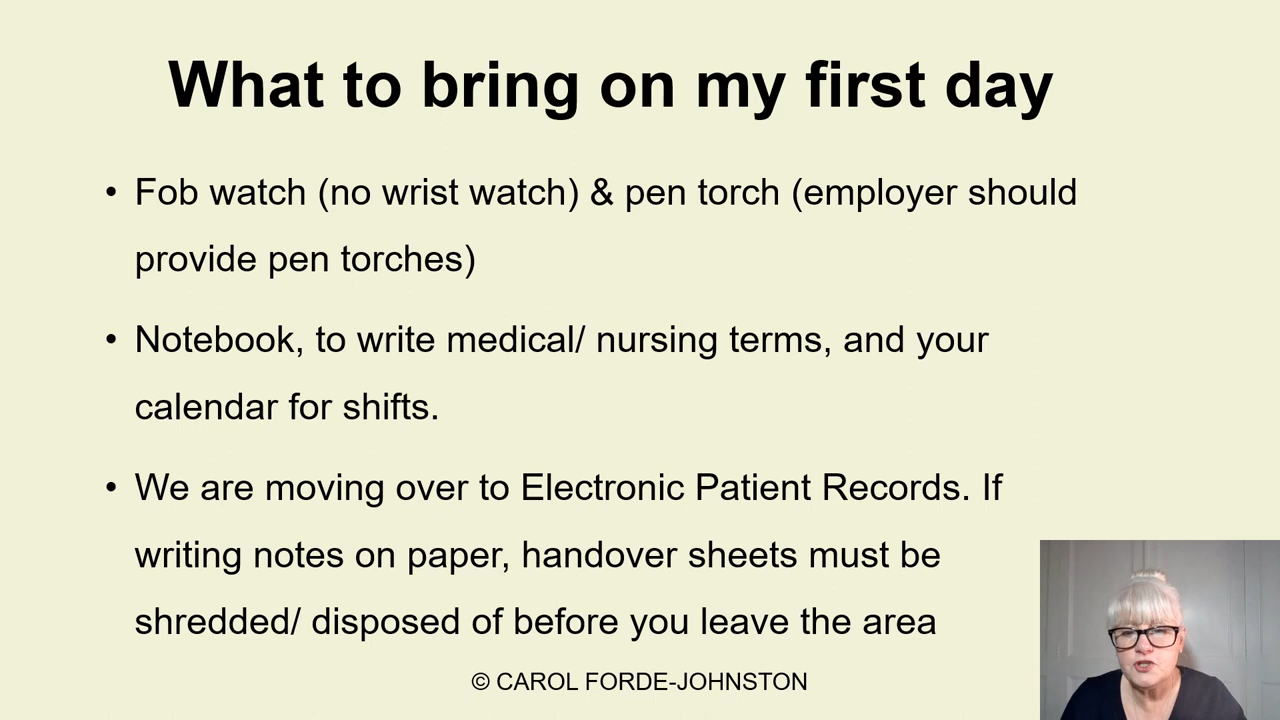 What to bring on my first day
• Fob watch (no wrist watch) & pen torch (employer should
provide pen torches)
• Notebook, to write medical/ nursing terms, and your
calendar for shifts.
• We are moving over to Electronic Patient Records. If
writing notes on paper, handover sheets must be
shredded/ disposed of before you leave the area
© CAROL FORDE-JOHNSTON